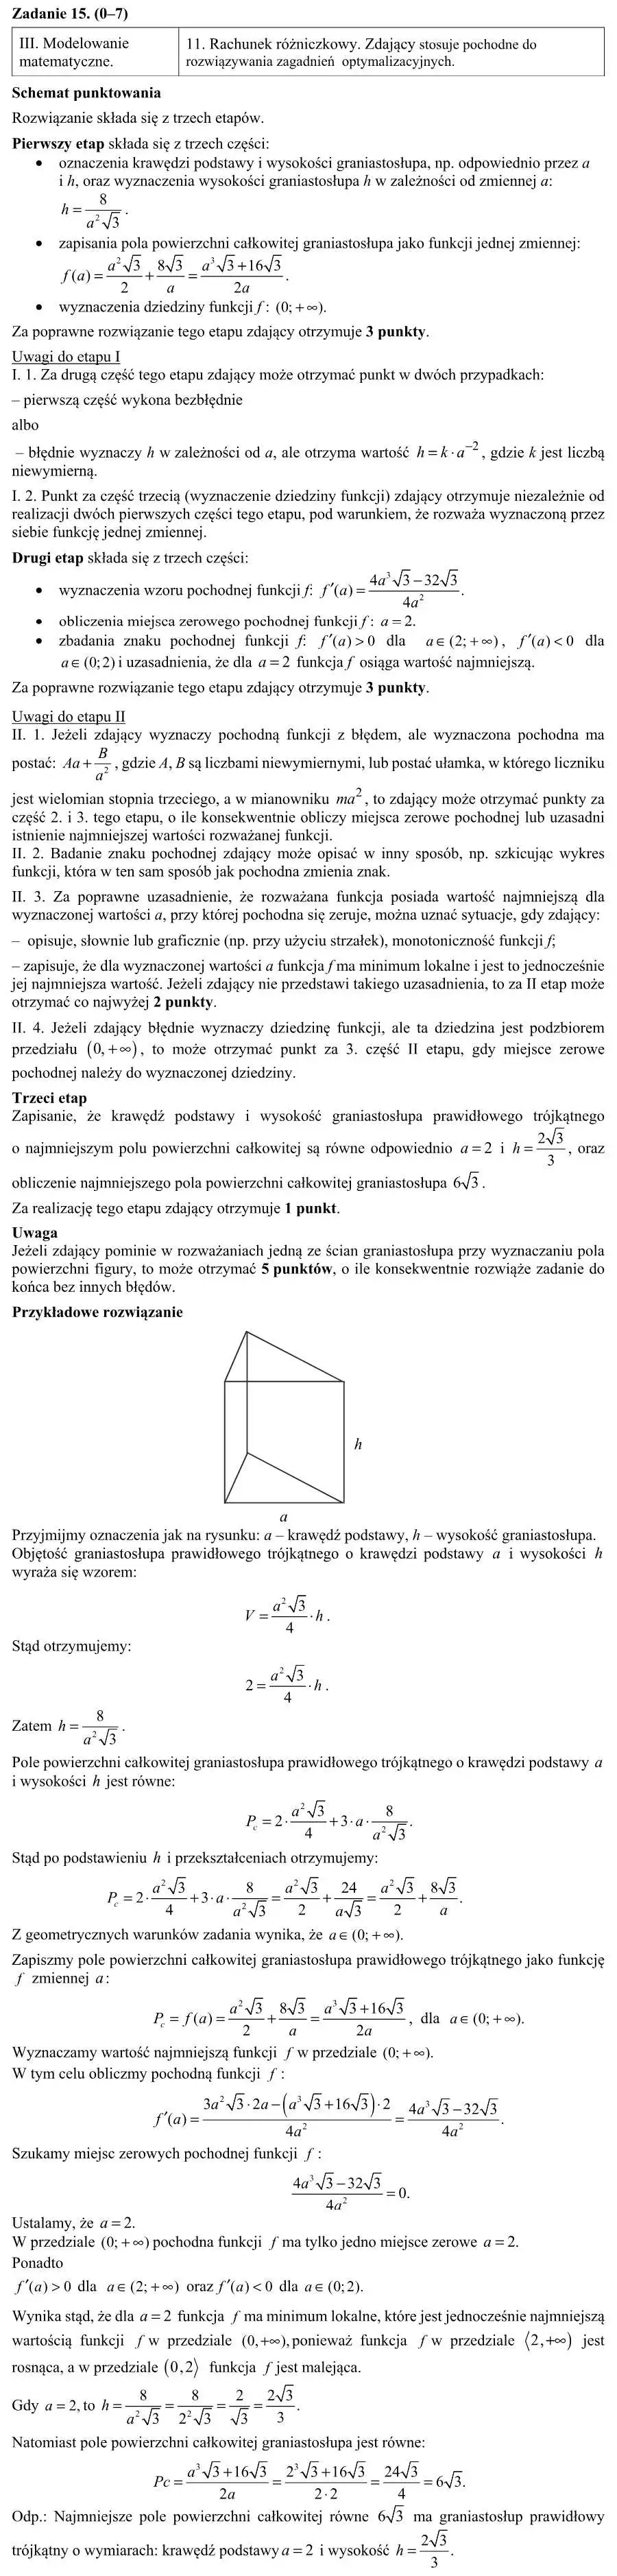 Zadanie 15. (0–7)
III. Modelowanie
matematyczne.
11. Rachunek różniczkowy. Zdający stosuje pochodne do
rozwiązywania zagadnień optymalizacyjnych.
Schemat punktowania
Rozwiązanie składa się z trzech etapów.
Pierwszy etap składa się z trzech części:
• oznaczenia krawędzi podstawy i wysokości graniastosłupa, np. odpowiednio przez a
i h, oraz wyznaczenia wysokości graniastosłupa h w zależności od zmiennej a:
h = 8/(a²√3).
• zapisania pola powierzchni całkowitej graniastosłupa jako funkcji jednej zmiennej:
f(a) = a²√3/2 + 8√3/a = (a³√3+16√3)/(2a).
• wyznaczenia dziedziny funkcji f: (0; +∞).
Za poprawne rozwiązanie tego etapu zdający otrzymuje 3 punkty.
Uwagi do etapu I
I. 1. Za drugą część tego etapu zdający może otrzymać punkt w dwóch przypadkach:
– pierwszą część wykona bezbłędnie
albo
– błędnie wyznaczy h w zależności od a, ale otrzyma wartość h = k·a⁻², gdzie k jest liczbą
niewymierną.
I. 2. Punkt za część trzecią (wyznaczenie dziedziny funkcji) zdający otrzymuje niezależnie od
realizacji dwóch pierwszych części tego etapu, pod warunkiem, że rozważa wyznaczoną przez
siebie funkcję jednej zmiennej.
Drugi etap składa się z trzech części:
• wyznaczenia wzoru pochodnej funkcji f: f′(a) = (4a³√3−32√3)/(4a²).
• obliczenia miejsca zerowego pochodnej funkcji f: a = 2.
• zbadania znaku pochodnej funkcji f: f′(a) > 0 dla a ∈ (2; +∞), f′(a) < 0 dla
a ∈ (0; 2) i uzasadnienia, że dla a = 2 funkcja f osiąga wartość najmniejszą.
Za poprawne rozwiązanie tego etapu zdający otrzymuje 3 punkty.
Uwagi do etapu II
II. 1. Jeżeli zdający wyznaczy pochodną funkcji z błędem, ale wyznaczona pochodna ma
postać: Aa + B/a², gdzie A, B są liczbami niewymiernymi, lub postać ułamka, w którego liczniku
jest wielomian stopnia trzeciego, a w mianowniku ma², to zdający może otrzymać punkty za
część 2. i 3. tego etapu, o ile konsekwentnie obliczy miejsca zerowe pochodnej lub uzasadni
istnienie najmniejszej wartości rozważanej funkcji.
II. 2. Badanie znaku pochodnej zdający może opisać w inny sposób, np. szkicując wykres
funkcji, która w ten sam sposób jak pochodna zmienia znak.
II. 3. Za poprawne uzasadnienie, że rozważana funkcja posiada wartość najmniejszą dla
wyznaczonej wartości a, przy której pochodna się zeruje, można uznać sytuacje, gdy zdający:
– opisuje, słownie lub graficznie (np. przy użyciu strzałek), monotoniczność funkcji f;
– zapisuje, że dla wyznaczonej wartości a funkcja f ma minimum lokalne i jest to jednocześnie
jej najmniejsza wartość. Jeżeli zdający nie przedstawi takiego uzasadnienia, to za II etap może
otrzymać co najwyżej 2 punkty.
II. 4. Jeżeli zdający błędnie wyznaczy dziedzinę funkcji, ale ta dziedzina jest podzbiorem
przedziału (0, +∞), to może otrzymać punkt za 3. część II etapu, gdy miejsce zerowe
pochodnej należy do wyznaczonej dziedziny.
Trzeci etap
Zapisanie, że krawędź podstawy i wysokość graniastosłupa prawidłowego trójkątnego
o najmniejszym polu powierzchni całkowitej są równe odpowiednio a = 2 i h = 2√3/3, oraz
obliczenie najmniejszego pola powierzchni całkowitej graniastosłupa 6√3.
Za realizację tego etapu zdający otrzymuje 1 punkt.
Uwaga
Jeżeli zdający pominie w rozważaniach jedną ze ścian graniastosłupa przy wyznaczaniu pola
powierzchni figury, to może otrzymać 5 punktów, o ile konsekwentnie rozwiąże zadanie do
końca bez innych błędów.
Przykładowe rozwiązanie
h
a
Przyjmijmy oznaczenia jak na rysunku: a – krawędź podstawy, h – wysokość graniastosłupa.
Objętość graniastosłupa prawidłowego trójkątnego o krawędzi podstawy a i wysokości h
wyraża się wzorem:
V = a²√3/4 · h.
Stąd otrzymujemy:
2 = a²√3/4 · h.
Zatem h = 8/(a²√3).
Pole powierzchni całkowitej graniastosłupa prawidłowego trójkątnego o krawędzi podstawy a
i wysokości h jest równe:
P_c = 2 · a²√3/4 + 3·a · 8/(a²√3).
Stąd po podstawieniu h i przekształceniach otrzymujemy:
P_c = 2 · a²√3/4 + 3·a · 8/(a²√3) = a²√3/2 + 24/(a√3) = a²√3/2 + 8√3/a.
Z geometrycznych warunków zadania wynika, że a ∈ (0; +∞).
Zapiszmy pole powierzchni całkowitej graniastosłupa prawidłowego trójkątnego jako funkcję
f zmiennej a:
P_c = f(a) = a²√3/2 + 8√3/a = (a³√3+16√3)/(2a), dla a ∈ (0; +∞).
Wyznaczamy wartość najmniejszą funkcji f w przedziale (0; +∞).
W tym celu obliczmy pochodną funkcji f:
f′(a) = (3a²√3·2a−(a³√3+16√3)·2)/(4a²) = (4a³√3−32√3)/(4a²).
Szukamy miejsc zerowych pochodnej funkcji f:
(4a³√3−32√3)/(4a²) = 0.
Ustalamy, że a = 2.
W przedziale (0; +∞) pochodna funkcji f ma tylko jedno miejsce zerowe a = 2.
Ponadto
f′(a) > 0 dla a ∈ (2; +∞) oraz f′(a) < 0 dla a ∈ (0; 2).
Wynika stąd, że dla a = 2 funkcja f ma minimum lokalne, które jest jednocześnie najmniejszą
wartością funkcji f w przedziale (0,+∞), ponieważ funkcja f w przedziale ⟨2,+∞) jest
rosnąca, a w przedziale (0,2⟩ funkcja f jest malejąca.
Gdy a = 2, to h = 8/(a²√3) = 8/(2²√3) = 2/√3 = 2√3/3.
Natomiast pole powierzchni całkowitej graniastosłupa jest równe:
Pc = (a³√3+16√3)/(2a) = (2³√3+16√3)/(2·2) = 24√3/4 = 6√3.
Odp.: Najmniejsze pole powierzchni całkowitej równe 6√3 ma graniastosłup prawidłowy
trójkątny o wymiarach: krawędź podstawy a = 2 i wysokość h = 2√3/3.